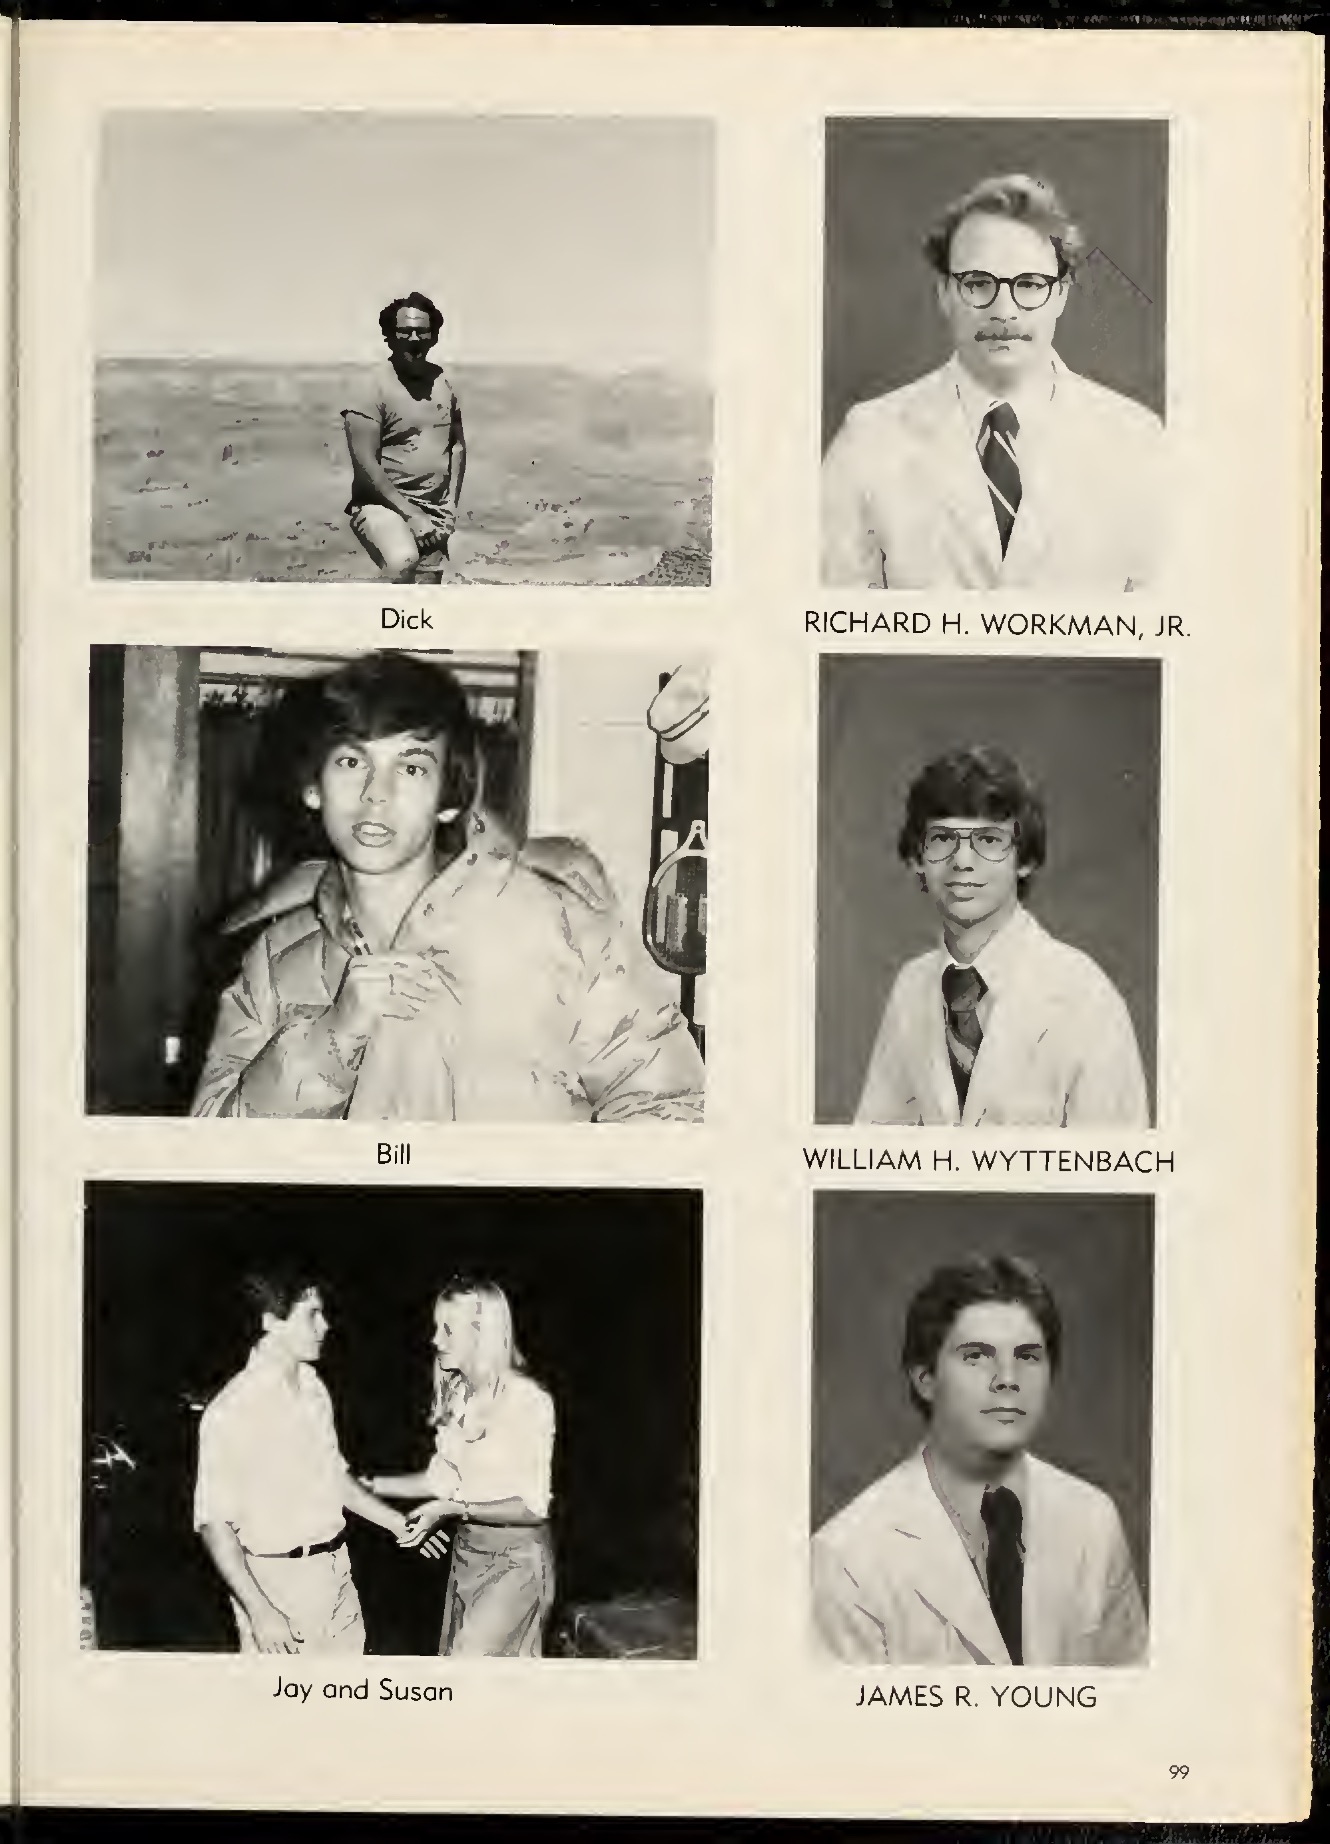 Dick
RICHARD H. WORKMAN, JR.
Bill
WILLIAM H. WYTTENBACH
Jay and Susan
JAMES R. YOUNG
99